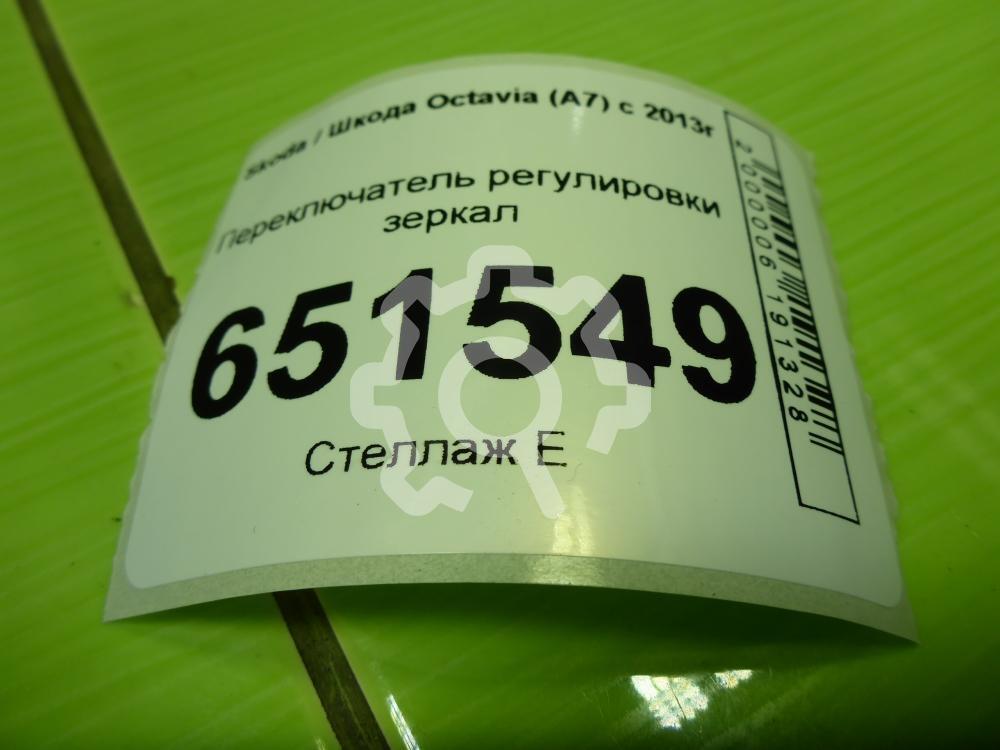 Skoda / Шкода Octavia (A7) с 2013г
Переключатель регулировки
зеркал
651549
Стеллаж Е
2000006191328